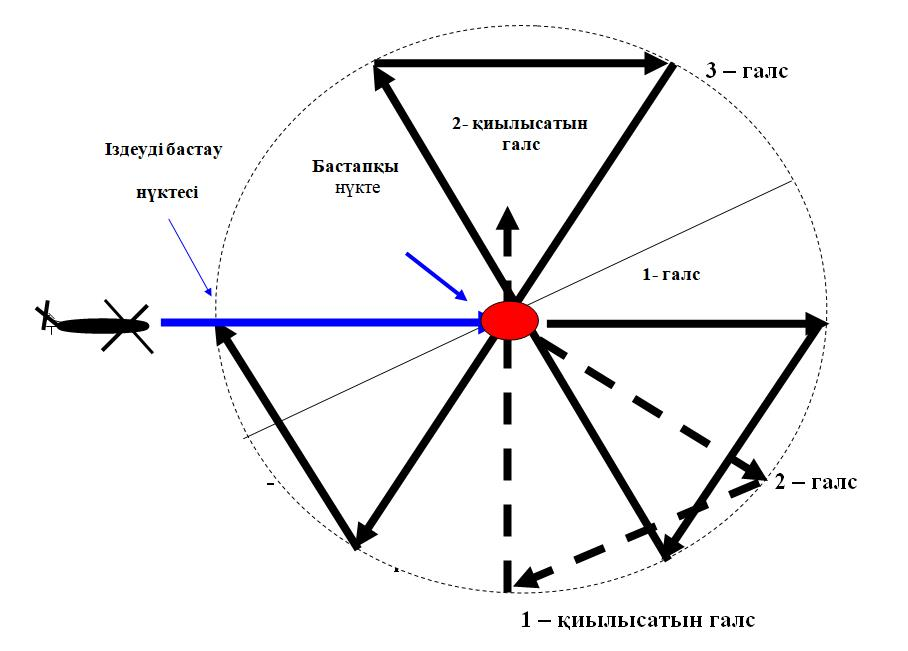 3 – галс
2- қиылысатын
галс
Іздеуді бастау
нүктесі
Бастапқы
нүкте
1- галс
2 – галс
1 – қиылысатын галс